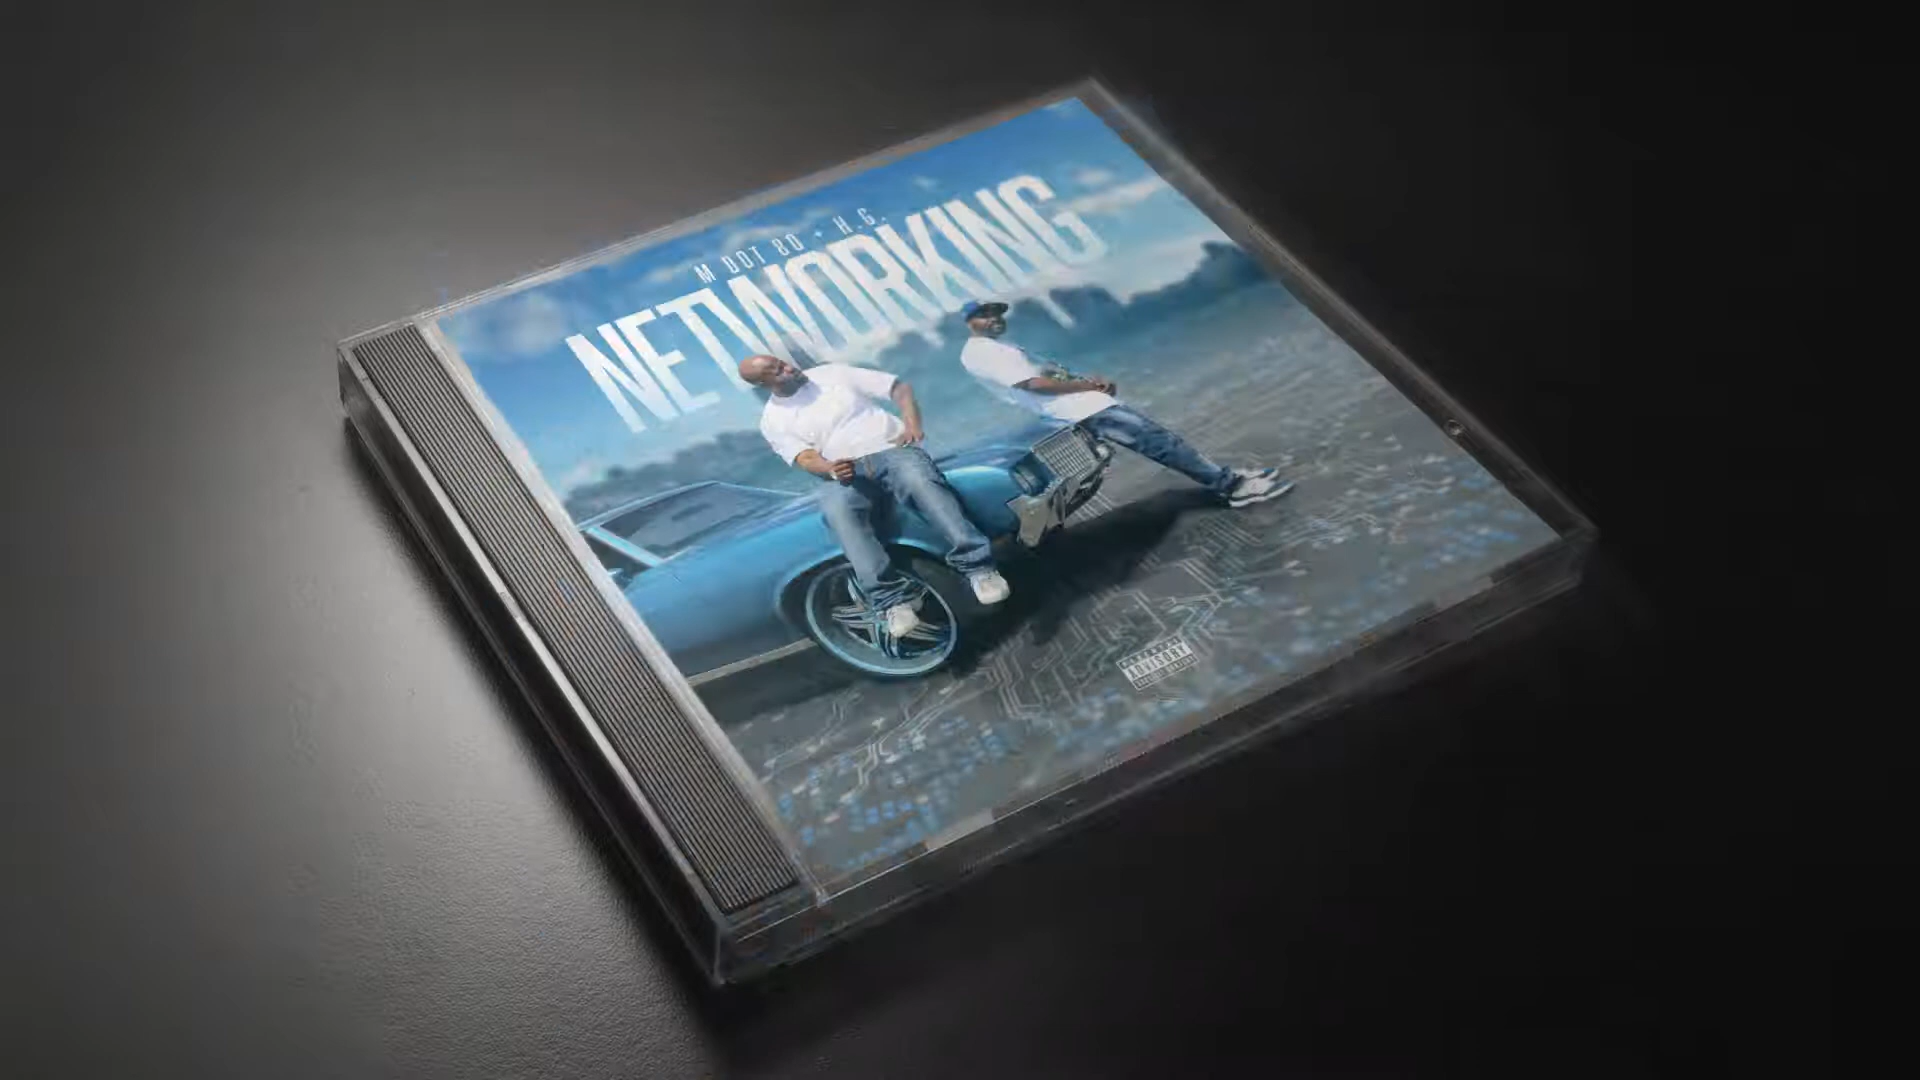 M DOT 80 + H.G.
NETWORKING
PARENTAL
ADVISORY
EXPLICIT CONTENT